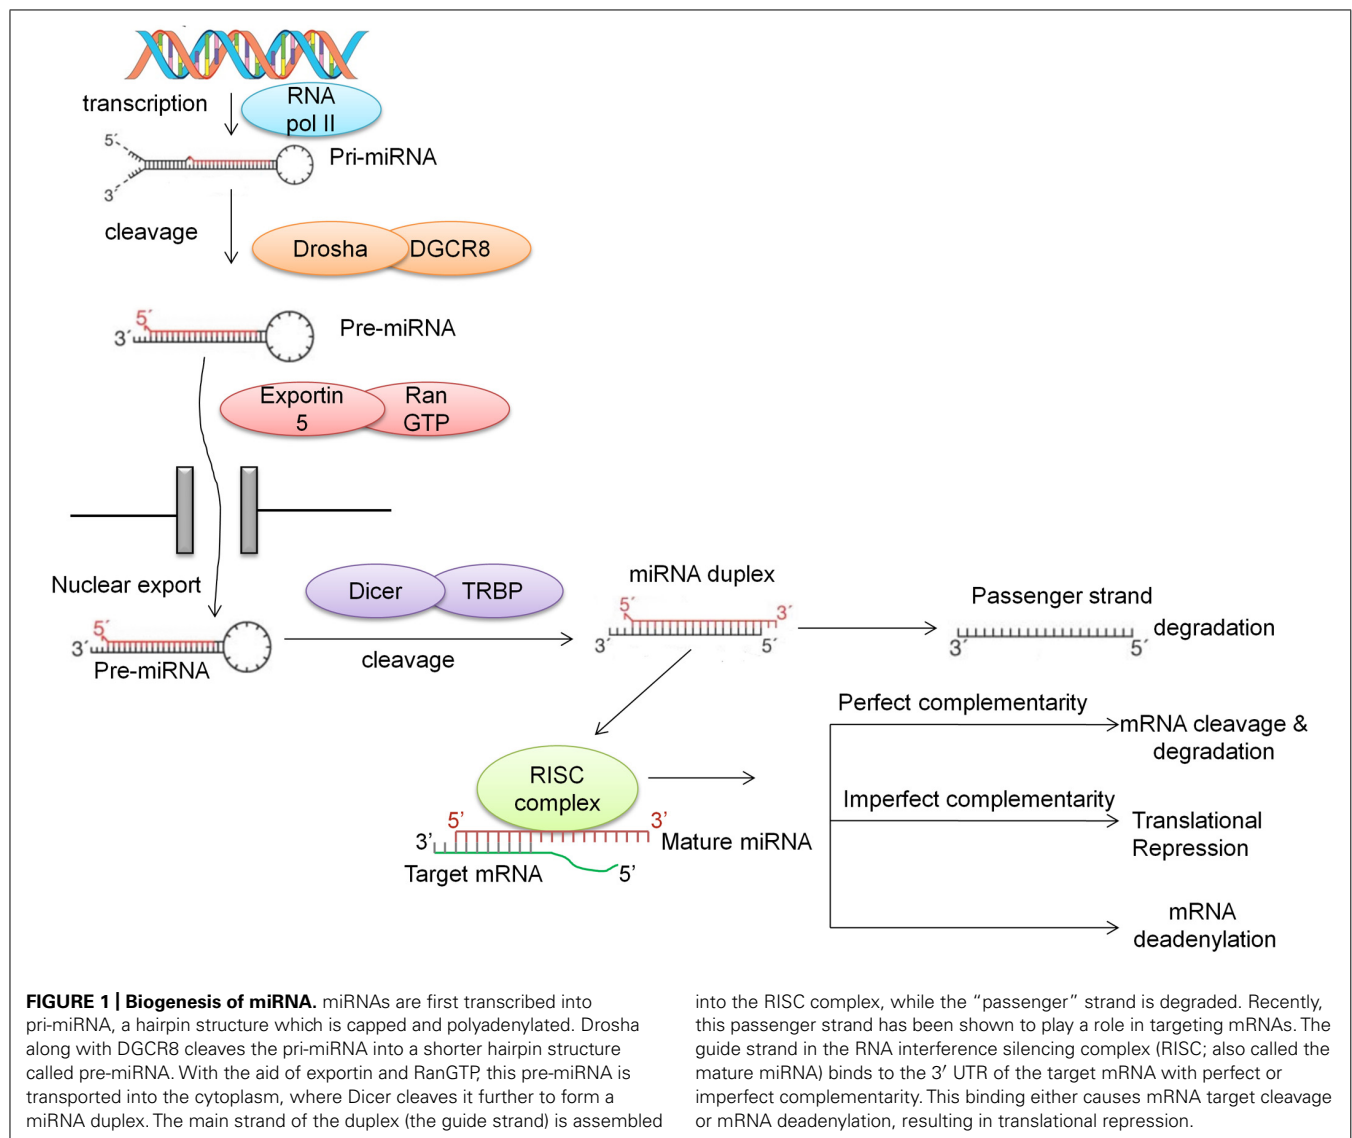 transcription
RNA
pol II
5´
Pri-miRNA
3´
cleavage
Drosha
DGCR8
5´
3´
Pre-miRNA
Exportin
5
Ran
GTP
Nuclear export
Dicer
TRBP
5´
3´
Pre-miRNA
cleavage
miRNA duplex
5´
3´
3´
5´
Passenger strand
degradation
3´
5´
RISC
complex
5’
3’
3’
Mature miRNA
Target mRNA
5’
Perfect complementarity
mRNA cleavage &
degradation
Imperfect complementarity
Translational
Repression
mRNA
deadenylation
FIGURE 1 | Biogenesis of miRNA. miRNAs are first transcribed into
pri-miRNA, a hairpin structure which is capped and polyadenylated. Drosha
along with DGCR8 cleaves the pri-miRNA into a shorter hairpin structure
called pre-miRNA. With the aid of exportin and RanGTP, this pre-miRNA is
transported into the cytoplasm, where Dicer cleaves it further to form a
miRNA duplex. The main strand of the duplex (the guide strand) is assembled
into the RISC complex, while the “passenger” strand is degraded. Recently,
this passenger strand has been shown to play a role in targeting mRNAs. The
guide strand in the RNA interference silencing complex (RISC; also called the
mature miRNA) binds to the 3′ UTR of the target mRNA with perfect or
imperfect complementarity. This binding either causes mRNA target cleavage
or mRNA deadenylation, resulting in translational repression.